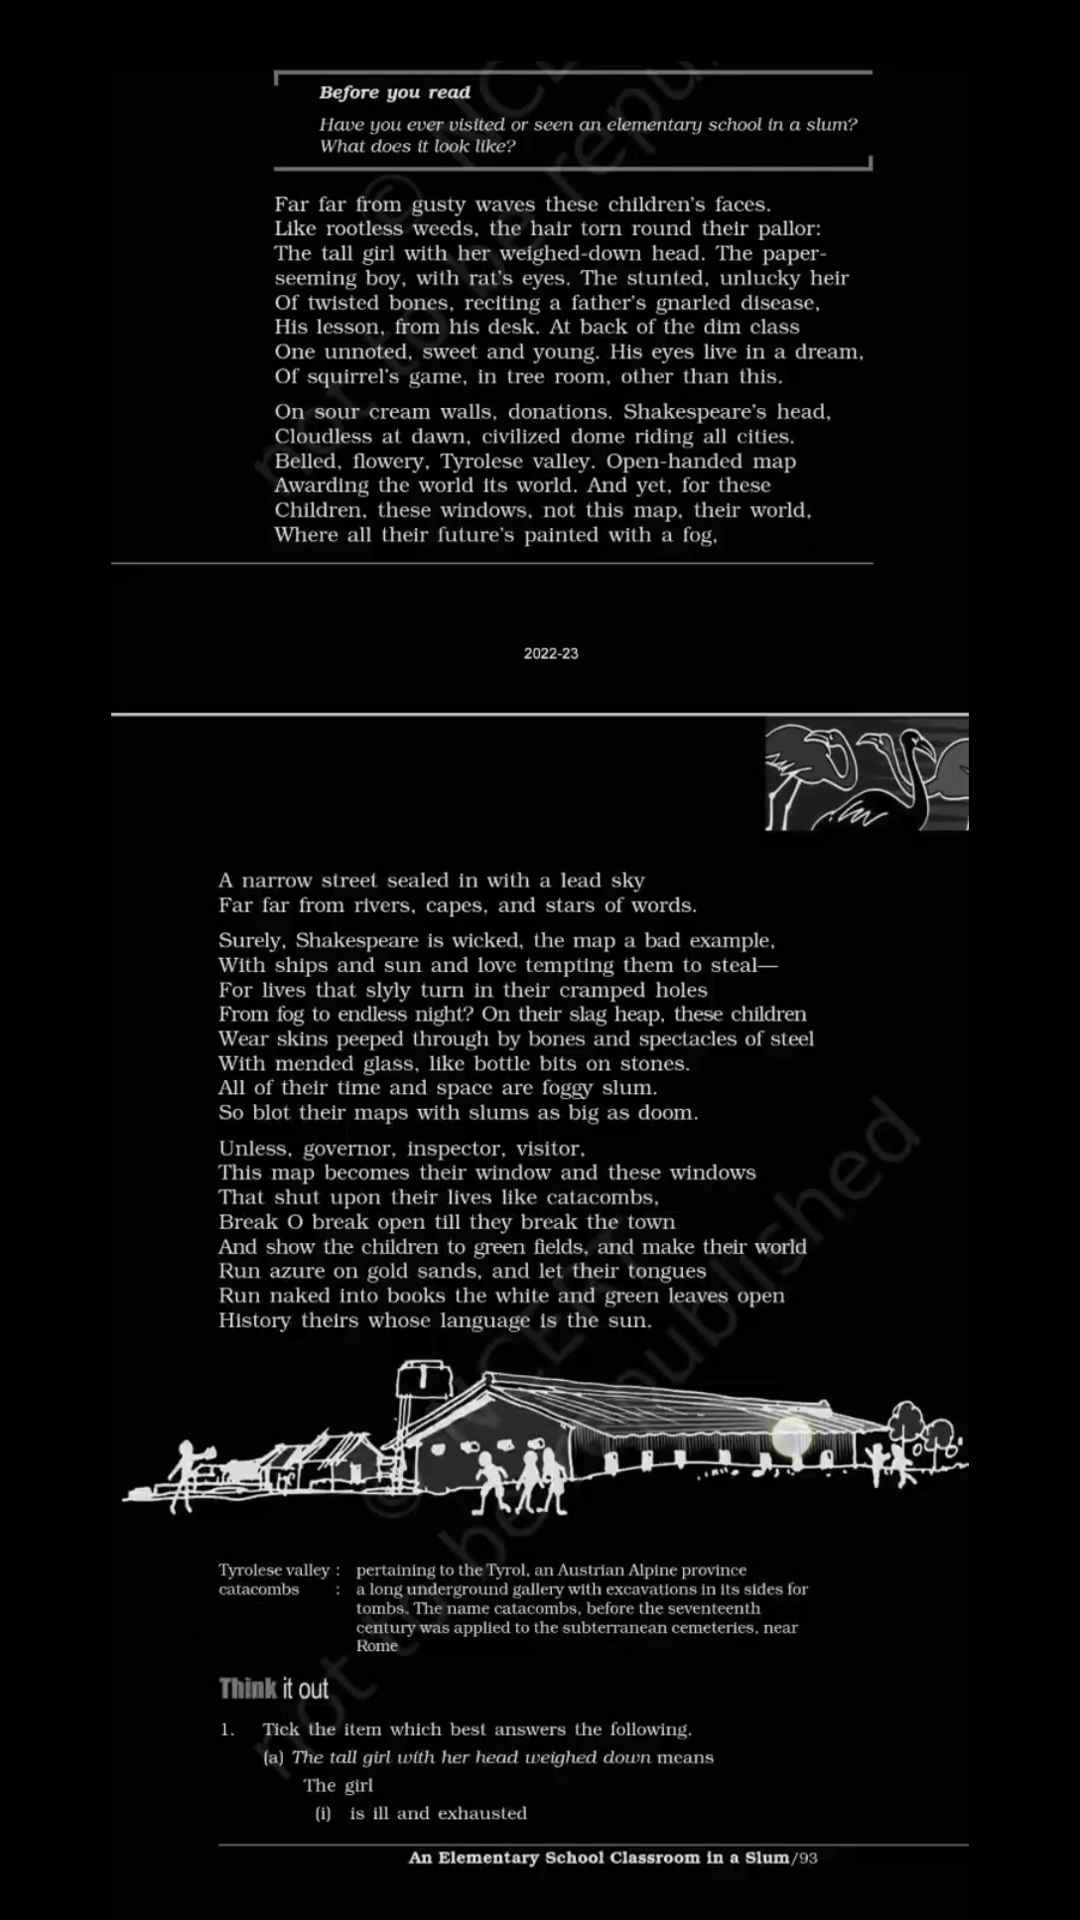 Before you read
Have you ever visited or seen an elementary school in a slum?
What does it look like?
Far far from gusty waves these children's faces.
Like rootless weeds, the hair torn round their pallor:
The tall girl with her weighed-down head. The paper-
seeming boy, with rat's eyes. The stunted, unlucky heir
Of twisted bones, reciting a father's gnarled disease,
His lesson, from his desk. At back of the dim class
One unnoted, sweet and young. His eyes live in a dream,
Of squirrel's game, in tree room, other than this.
On sour cream walls, donations. Shakespeare's head,
Cloudless at dawn, civilized dome riding all cities.
Belled, flowery, Tyrolese valley. Open-handed map
Awarding the world its world. And yet, for these
Children, these windows, not this map, their world,
Where all their future's painted with a fog,
2022-23
A narrow street sealed in with a lead sky
Far far from rivers, capes, and stars of words.
Surely, Shakespeare is wicked, the map a bad example,
With ships and sun and love tempting them to steal—
For lives that slyly turn in their cramped holes
From fog to endless night? On their slag heap, these children
Wear skins peeped through by bones and spectacles of steel
With mended glass, like bottle bits on stones.
All of their time and space are foggy slum.
So blot their maps with slums as big as doom.
Unless, governor, inspector, visitor,
This map becomes their window and these windows
That shut upon their lives like catacombs,
Break O break open till they break the town
And show the children to green fields, and make their world
Run azure on gold sands, and let their tongues
Run naked into books the white and green leaves open
History theirs whose language is the sun.
Tyrolese valley : pertaining to the Tyrol, an Austrian Alpine province
catacombs : a long underground gallery with excavations in its sides for
tombs. The name catacombs, before the seventeenth
century was applied to the subterranean cemeteries, near
Rome
Think it out
1. Tick the item which best answers the following.
(a) The tall girl with her head weighed down means
The girl
(i) is ill and exhausted
An Elementary School Classroom in a Slum/93
© NCERT
not to be republished